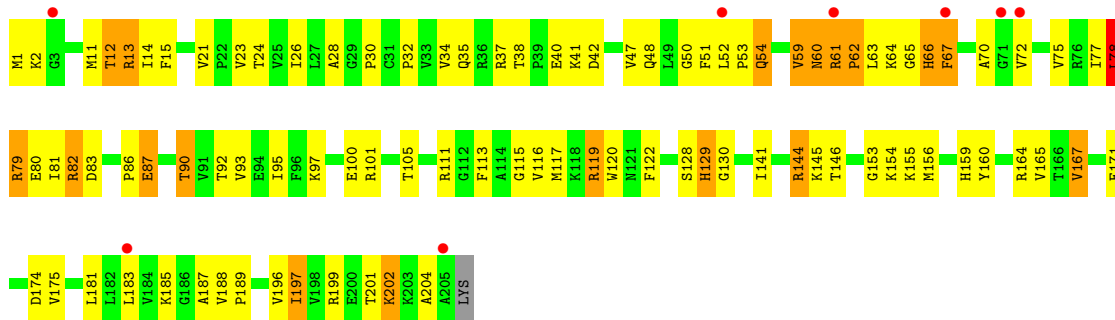 M1 K2 G3 M11 T12 R13 I14 F15 V21 P22 V23 T24 V25 I26 L27 A28 G29 P30 C31 P32 V33 V34 Q35 R36 R37 T38 P39 E40 K41 D42 V47 Q48 L49 G50 F51 L52 P53 Q54 V59 N60 R61 P62 L63 K64 G65 H66 F67 A70 G71 V72 V75 R76 I77 L78
R79 E80 I81 R82 D83 P86 E87 T90 V91 T92 V93 E94 I95 F96 K97 E100 R101 T105 R111 G112 F113 A114 G115 V116 M117 K118 R119 W120 N121 F122 S128 H129 G130 I141 R144 K145 T146 G153 K154 K155 M156 H159 Y160 R164 V165 T166 V167
D174 V175 L181 L182 L183 V184 K185 G186 A187 V188 P189 V196 I197 V198 R199 E200 T201 K202 K203 A204 A205 LYS